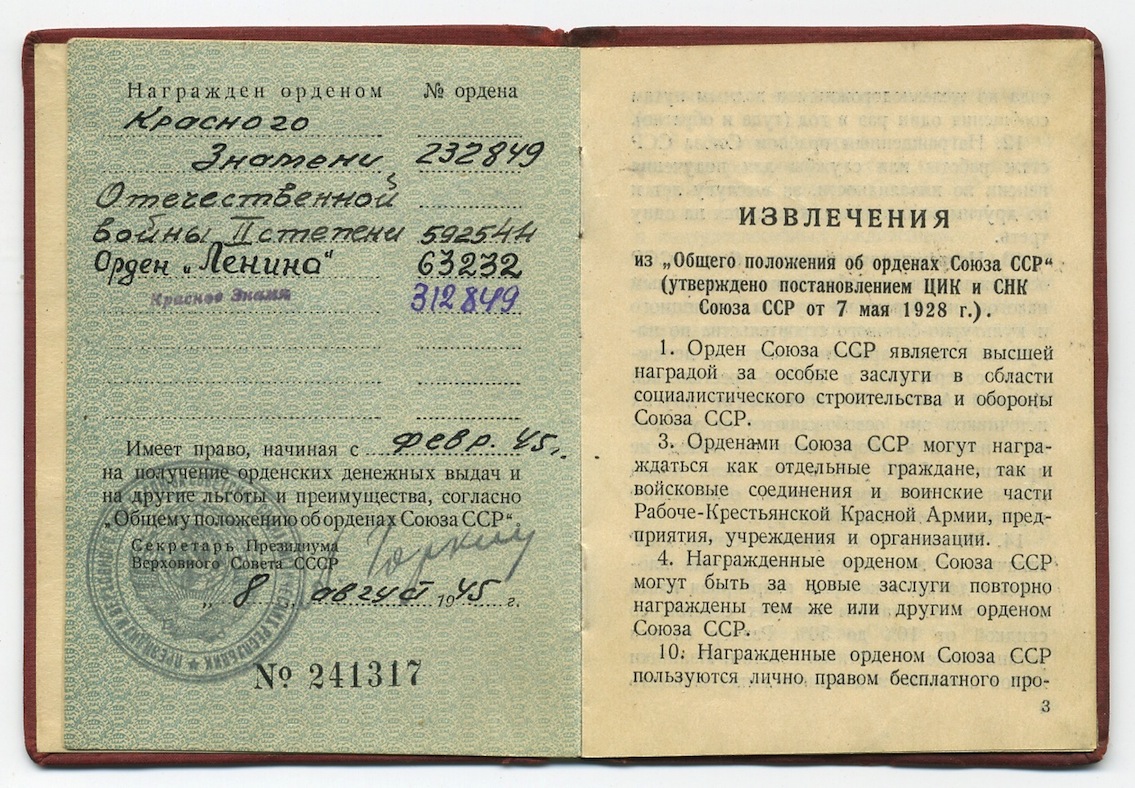 Награжден орденом № ордена
Красного
Знамени 232849
Отечественной
войны II степени 592544
Орден „Ленина“ 63232
Красное Знамя 312849
Имеет право, начиная с февр. 45 г.
на получение орденских денежных выдач и
на другие льготы и преимущества, согласно
„Общему положению об орденах Союза ССР“.
Секретарь Президиума
Верховного Совета СССР Горкин
„ 8 „ август 1945 г.
№ 241317
ИЗВЛЕЧЕНИЯ
из „Общего положения об орденах Союза ССР“
(утверждено постановлением ЦИК и СНК
Союза ССР от 7 мая 1928 г.).
1. Орден Союза ССР является высшей
наградой за особые заслуги в области
социалистического строительства и обороны
Союза ССР.
3. Орденами Союза ССР могут награ-
ждаться как отдельные граждане, так и
войсковые соединения и воинские части
Рабоче-Крестьянской Красной Армии, пред-
приятия, учреждения и организации.
4. Награжденные орденом Союза ССР
могут быть за новые заслуги повторно
награждены тем же или другим орденом
Союза ССР.
10. Награжденные орденом Союза ССР
пользуются лично правом бесплатного про-
3